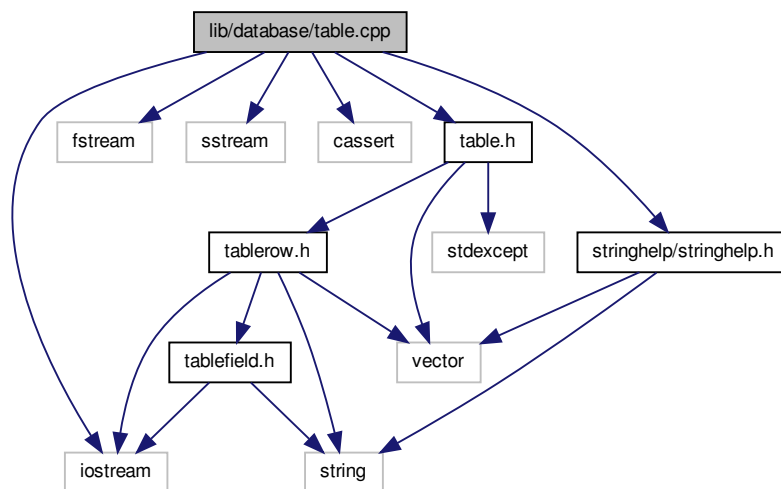 lib/database/table.cpp
fstream
sstream
cassert
table.h
tablerow.h
stdexcept
stringhelp/stringhelp.h
tablefield.h
vector
iostream
string